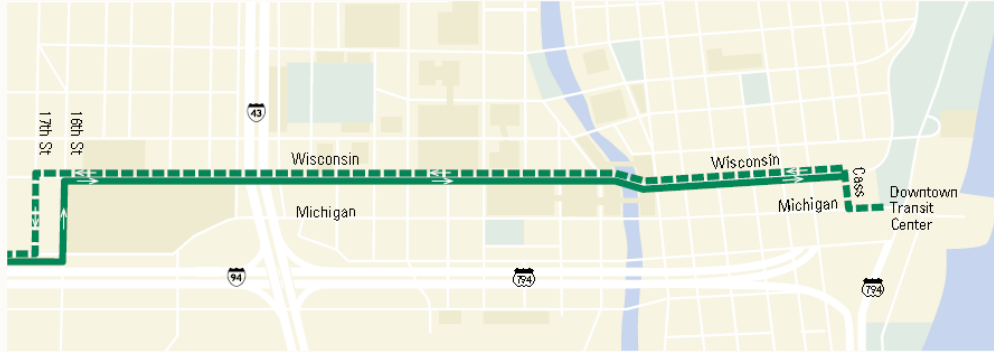 43
17th St
16th St
Wisconsin
Wisconsin
Cass
Michigan
Michigan
Downtown
Transit
Center
94
794
794